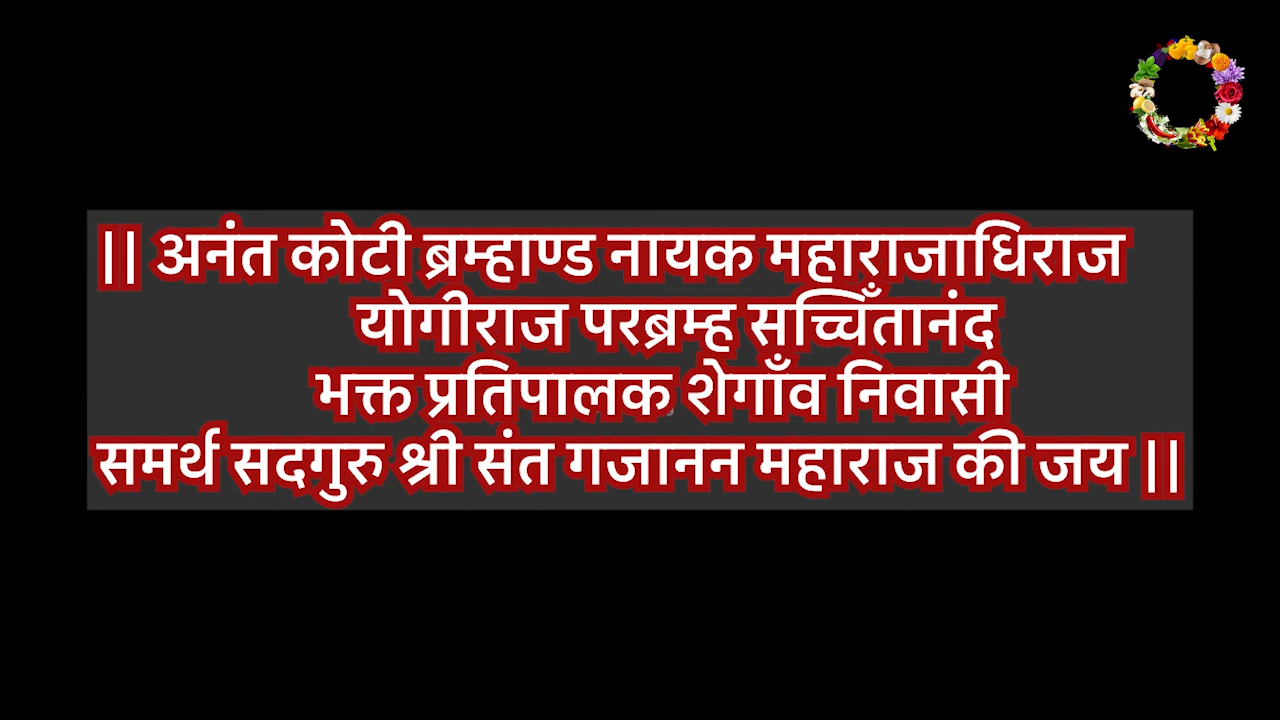 || अनंत कोटी ब्रम्हाण्ड नायक महाराजाधिराज
योगीराज परब्रम्ह सच्चिँतानंद
भक्त प्रतिपालक शेगाँव निवासी
समर्थ सदगुरु श्री संत गजानन महाराज की जय ||